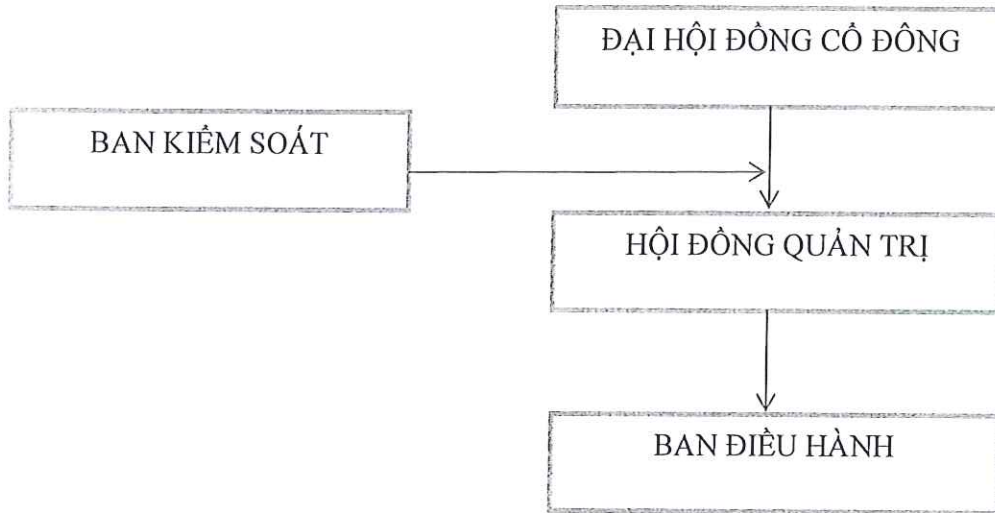 ĐẠI HỘI ĐỒNG CỔ ĐÔNG
BAN KIỂM SOÁT
HỘI ĐỒNG QUẢN TRỊ
BAN ĐIỀU HÀNH